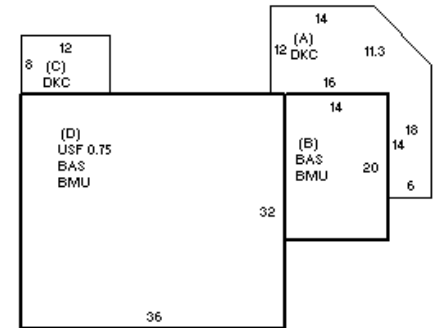 14
12
(A)
DKC
11.3
12
8
(C)
DKC
16
14
(D)
USF 0.75
BAS
BMU
(B)
BAS
BMU
18
14
20
6
32
36